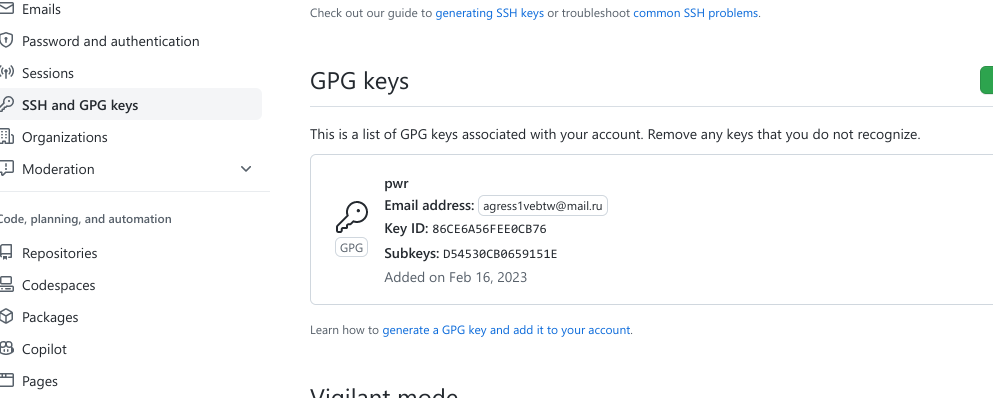 Emails
Password and authentication
Sessions
SSH and GPG keys
Organizations
Moderation
Code, planning, and automation
Repositories
Codespaces
Packages
Copilot
Pages
Check out our guide to generating SSH keys or troubleshoot common SSH problems.
GPG keys
This is a list of GPG keys associated with your account. Remove any keys that you do not recognize.
GPG
pwr
Email address: agress1vebtw@mail.ru
Key ID: 86CE6A56FEE0CB76
Subkeys: D54530CB0659151E
Added on Feb 16, 2023
Learn how to generate a GPG key and add it to your account.
Vigilant mode